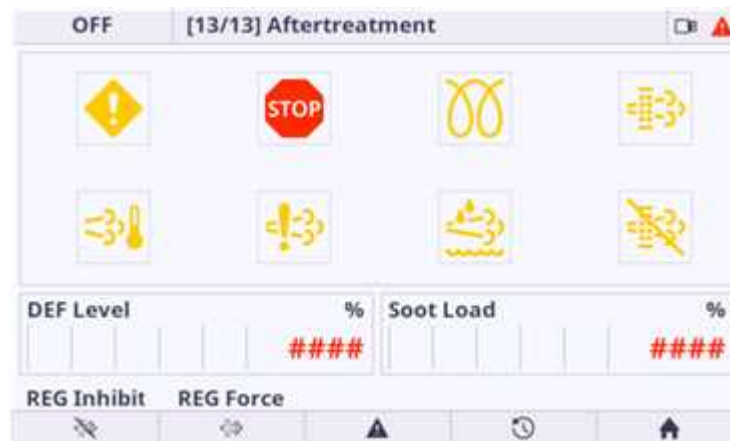 OFF [13/13] Aftertreatment
STOP
DEF Level % Soot Load %
#### ####
REG Inhibit REG Force